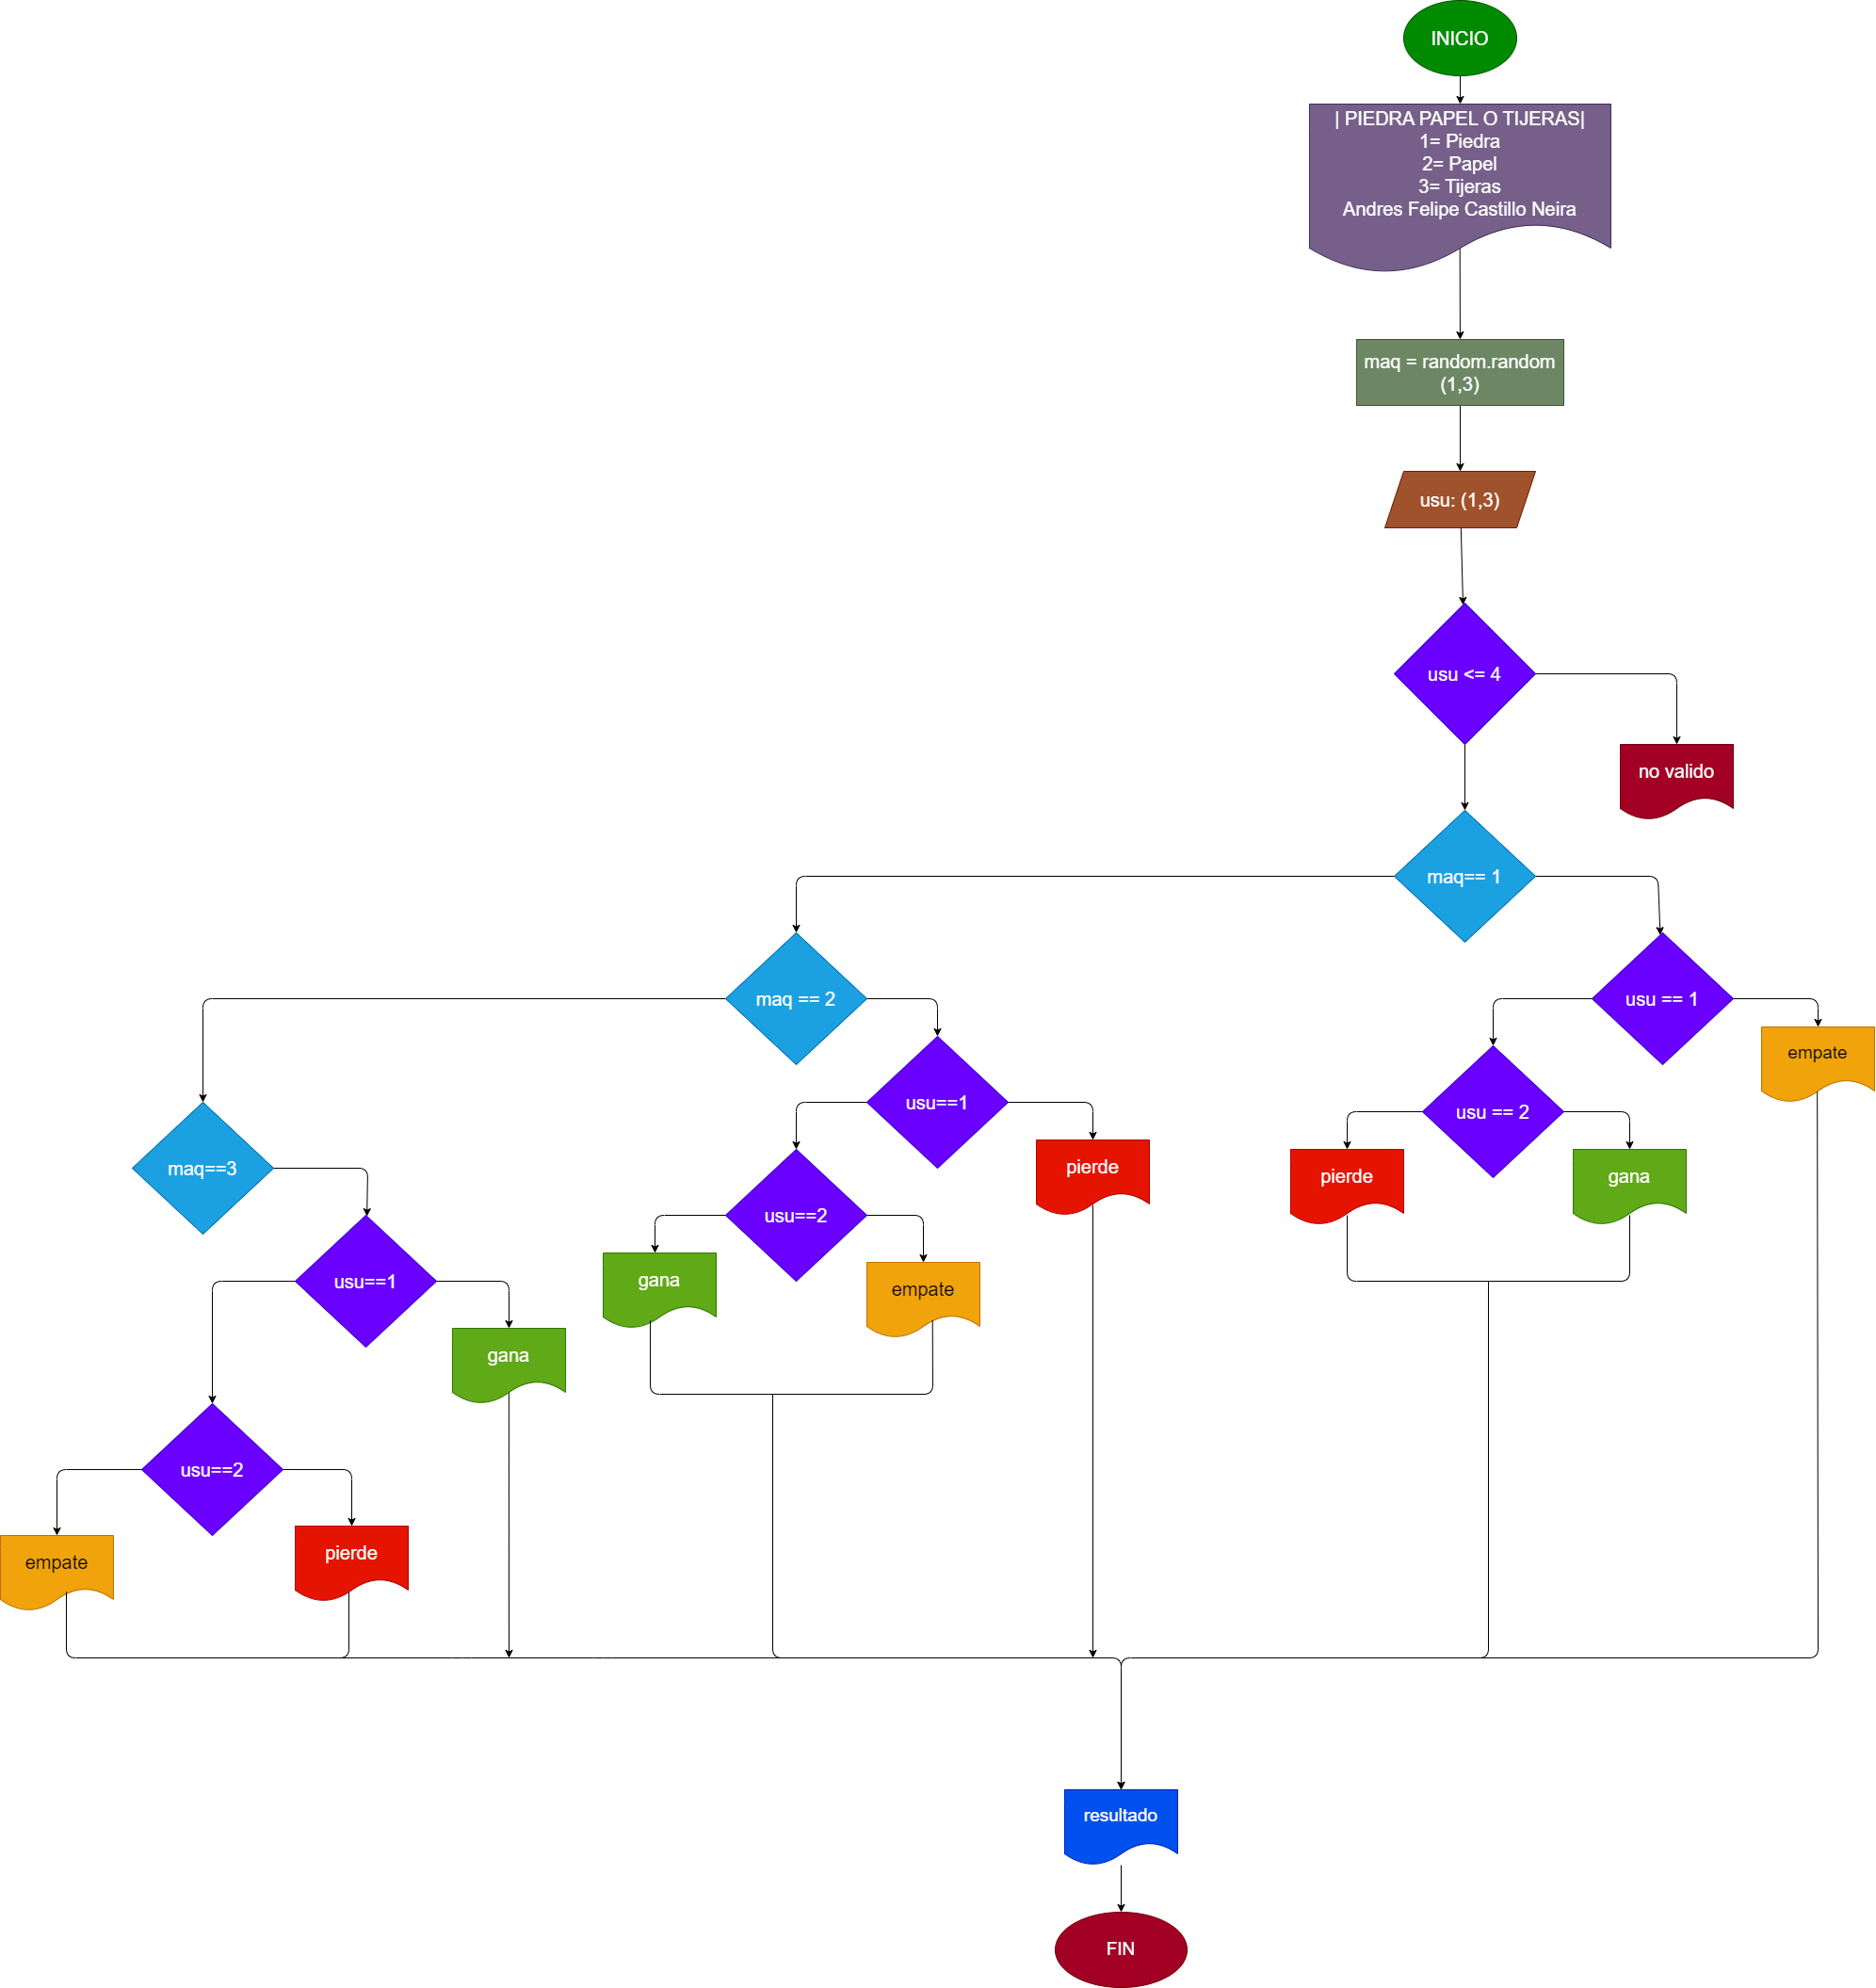 INICIO
| PIEDRA PAPEL O TIJERAS|
1= Piedra
2= Papel
3= Tijeras
Andres Felipe Castillo Neira
maq = random.random
(1,3)
usu: (1,3)
usu <= 4
no valido
maq== 1
maq == 2
usu == 1
empate
usu==1
usu == 2
maq==3
pierde
pierde
gana
usu==2
gana
empate
usu==1
gana
usu==2
empate
pierde
resultado
FIN